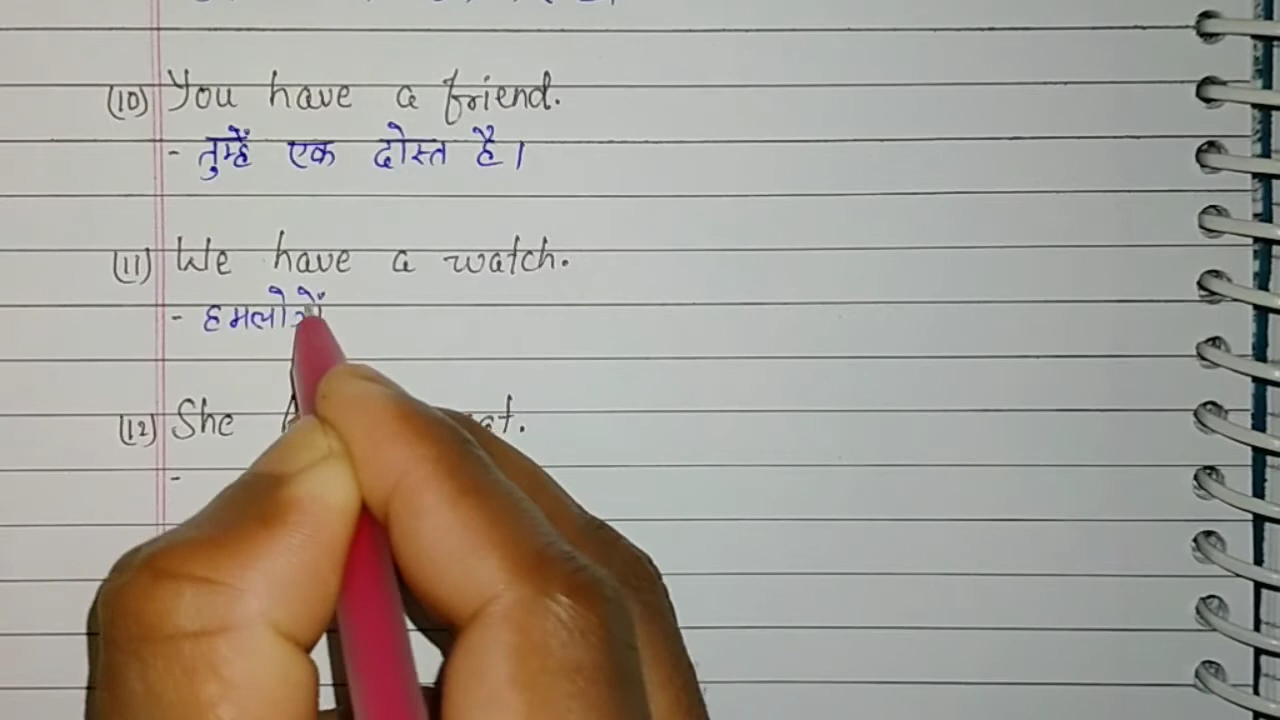 (10) You have a friend.
- तुम्हें एक दोस्त है।
(11) We have a watch.
- हमलोगों
(12) She
-